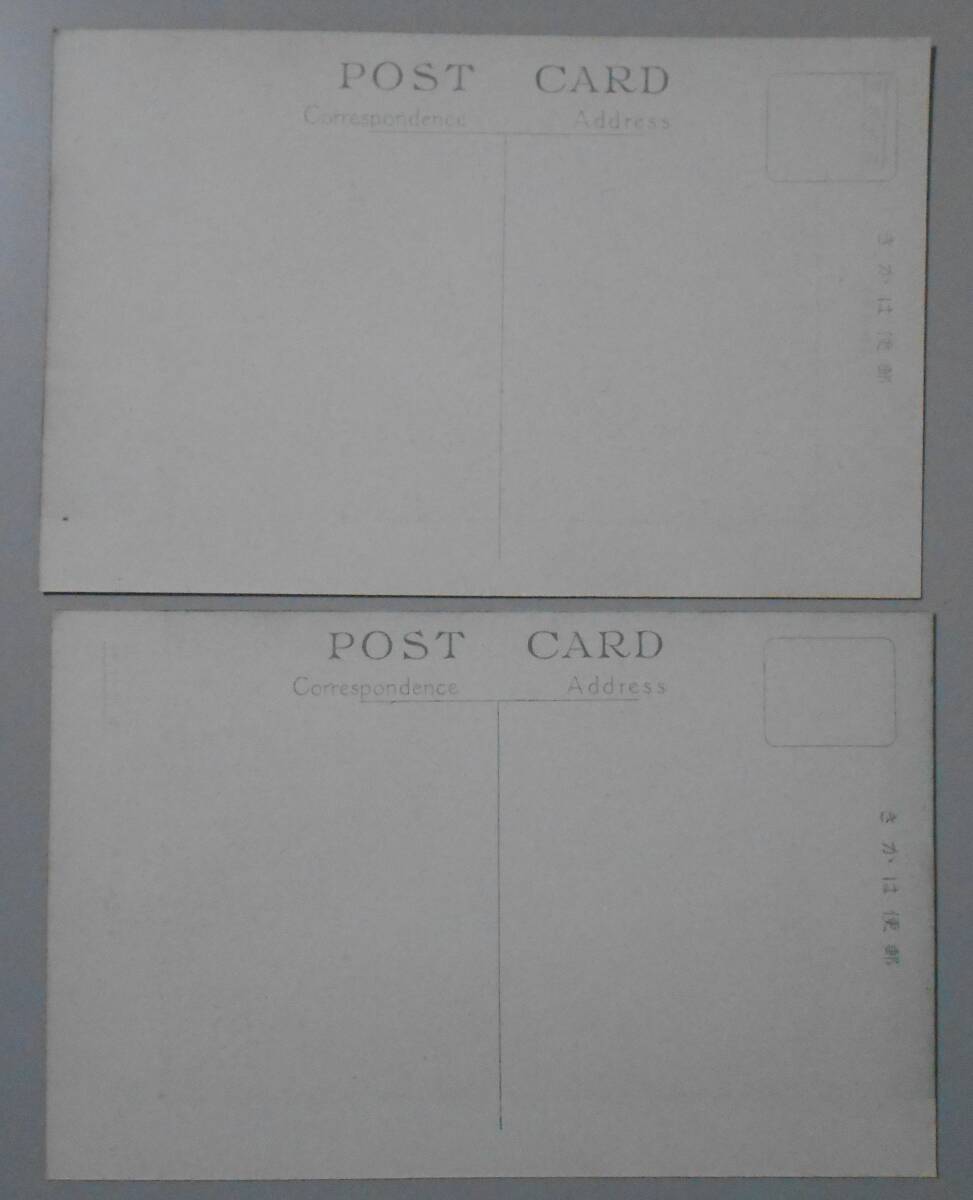 POST CARD
Correspondence Address
きかは便郵
POST CARD
Correspondence Address
きかは便郵